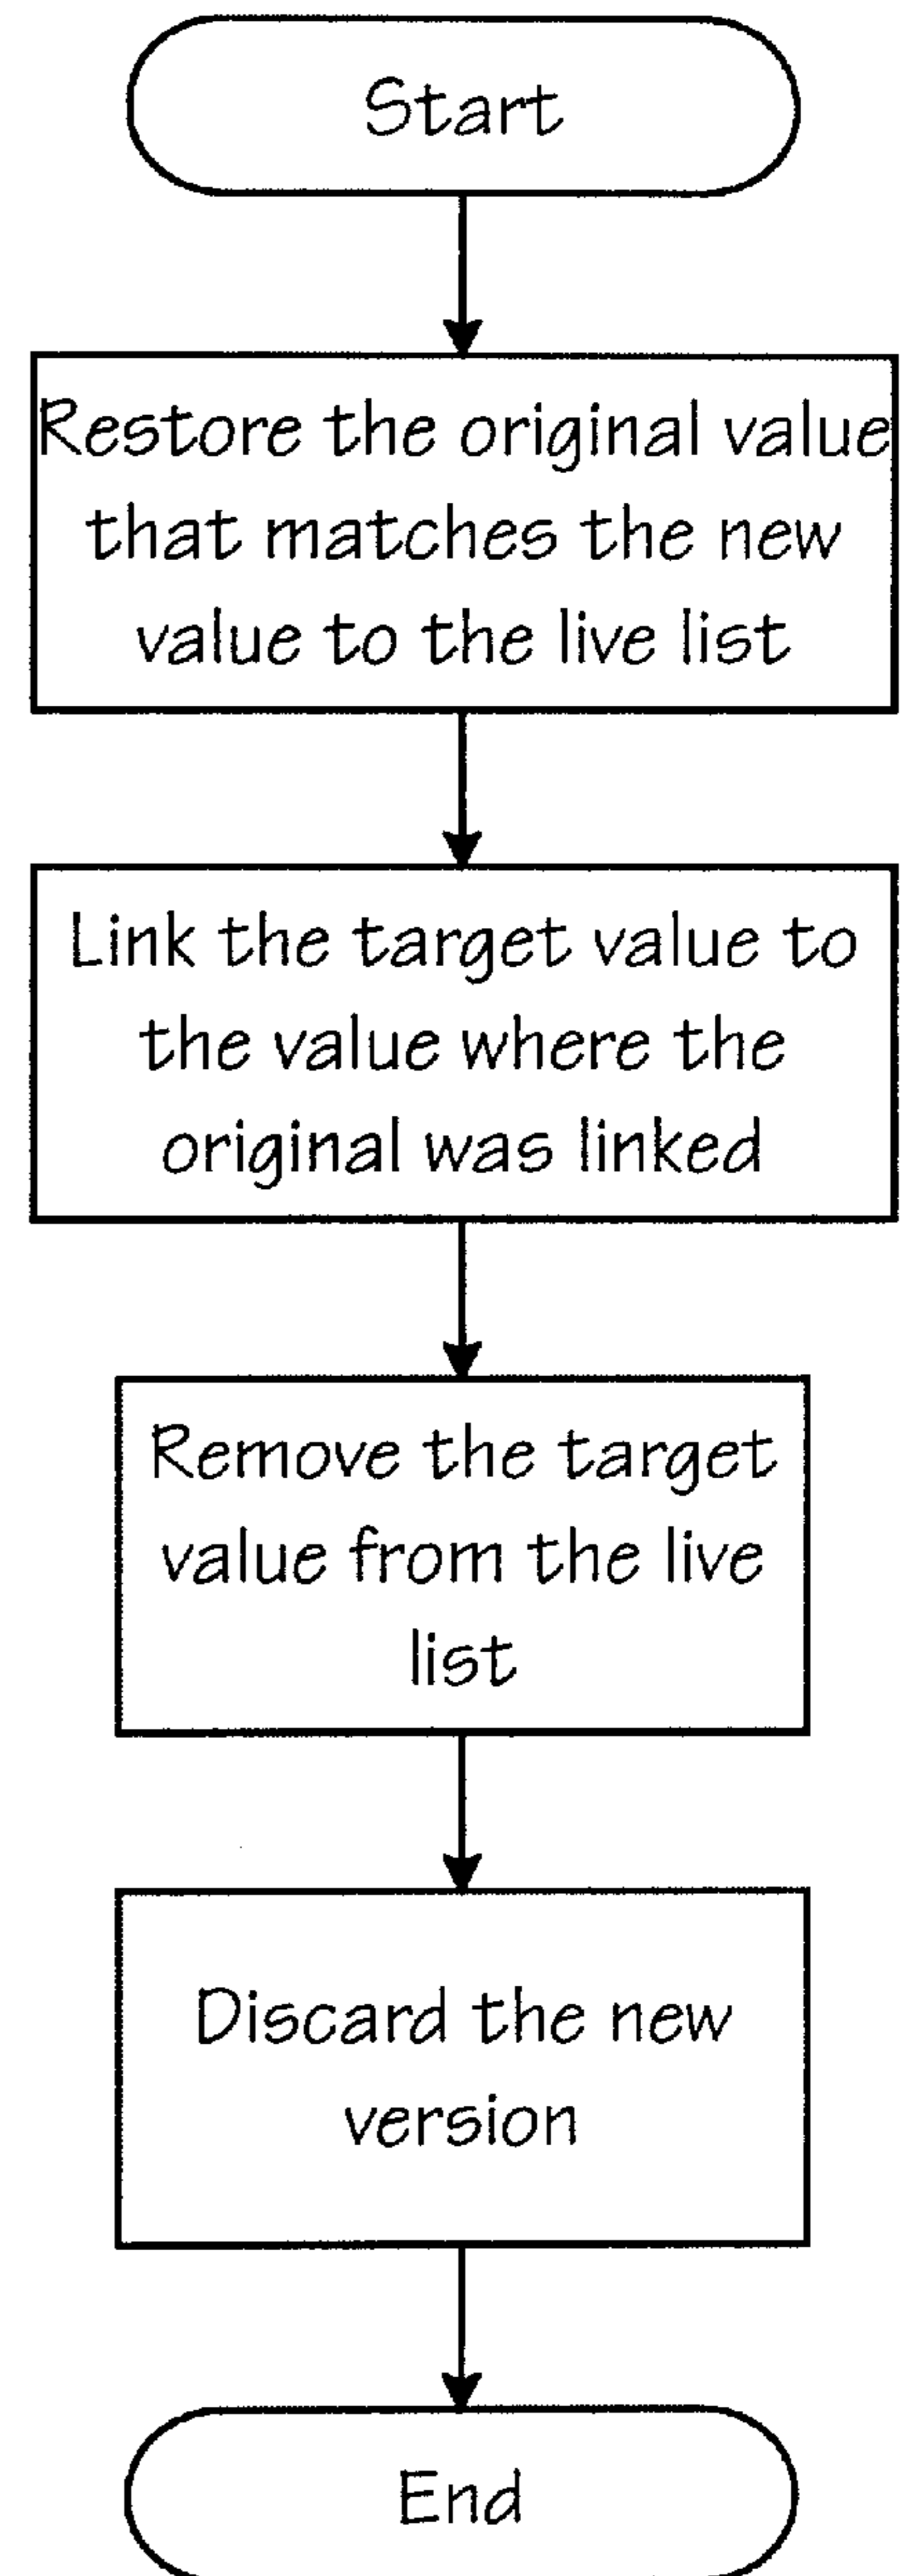 Start
Restore the original value
that matches the new
value to the live list
Link the target value to
the value where the
original was linked
Remove the target
value from the live
list
Discard the new
version
End